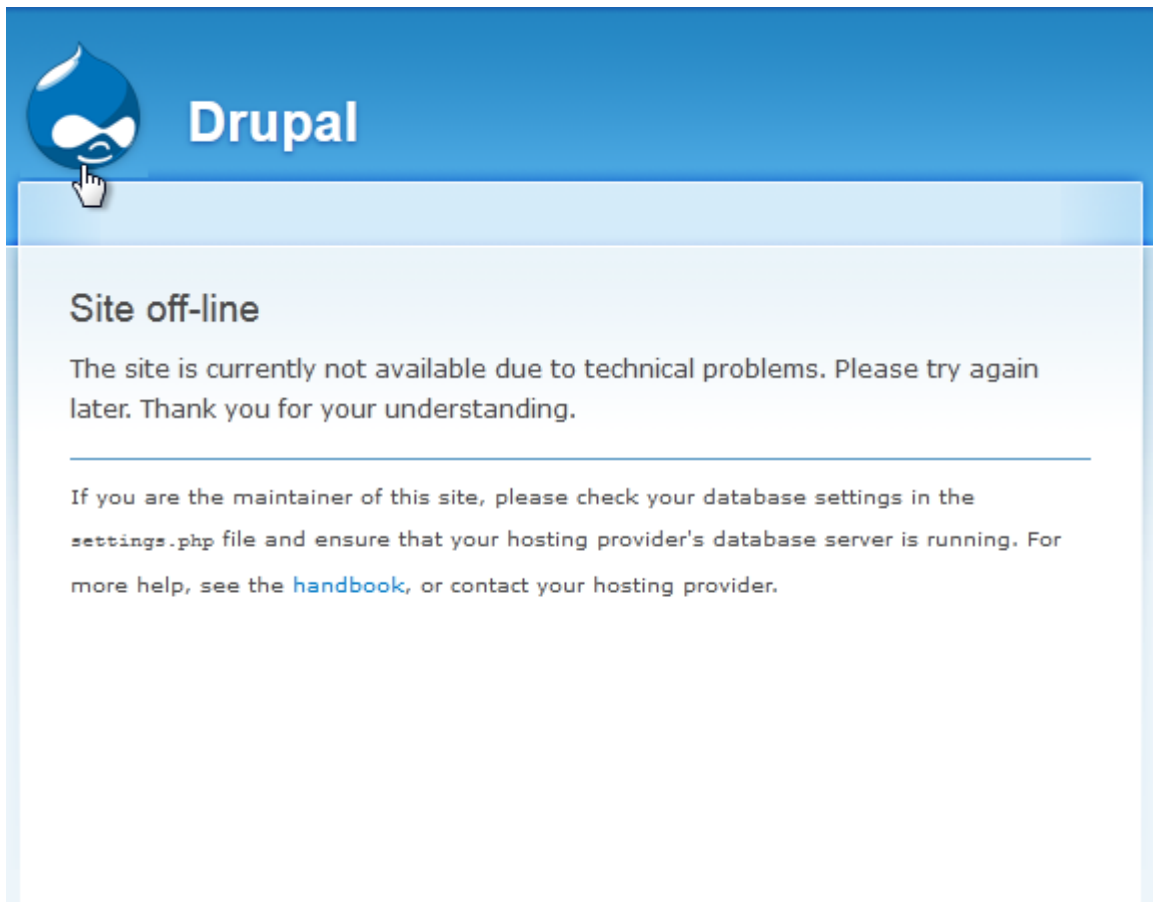 Drupal
Site off-line
The site is currently not available due to technical problems. Please try again
later. Thank you for your understanding.
If you are the maintainer of this site, please check your database settings in the
settings.php file and ensure that your hosting provider's database server is running. For
more help, see the handbook, or contact your hosting provider.